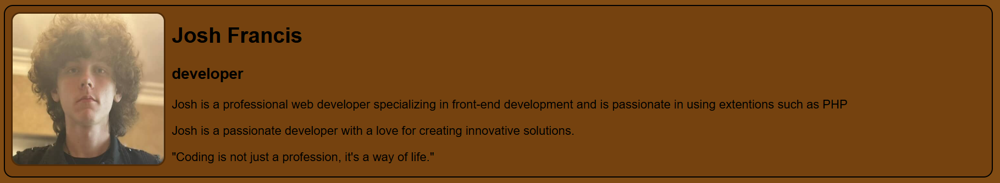 Josh Francis
developer
Josh is a professional web developer specializing in front-end development and is passionate in using extentions such as PHP
Josh is a passionate developer with a love for creating innovative solutions.
"Coding is not just a profession, it's a way of life."